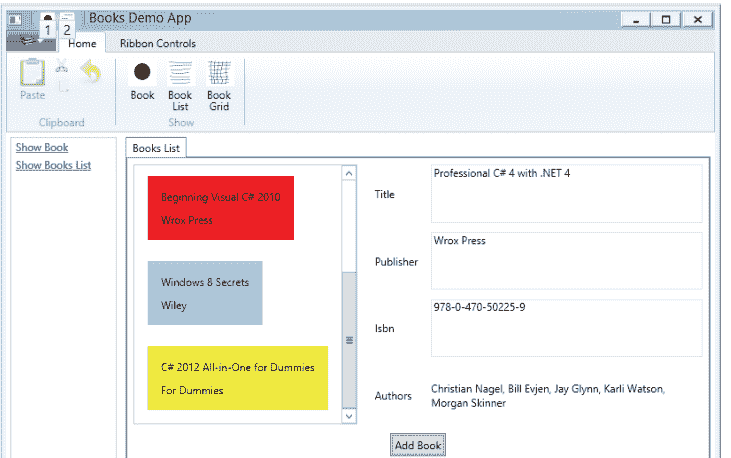 Books Demo App
1 2
Home Ribbon Controls
Paste
Book
Book List
Book Grid
Clipboard
Show
Show Book
Show Books List
Books List
Beginning Visual C# 2010
Wrox Press
Windows 8 Secrets
Wiley
C# 2012 All-in-One for Dummies
For Dummies
Title
Professional C# 4 with .NET 4
Publisher
Wrox Press
Isbn
978-0-470-50225-9
Authors
Christian Nagel, Bill Evjen, Jay Glynn, Karli Watson,
Morgan Skinner
Add Book